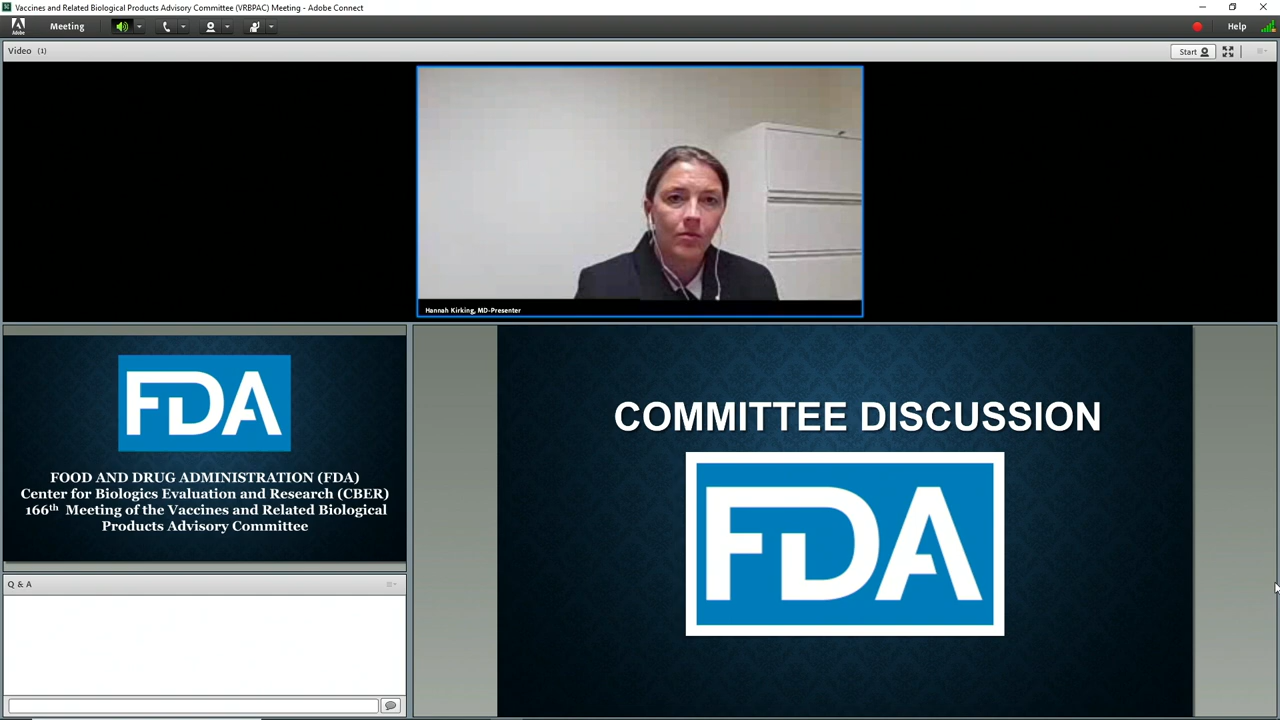 Vaccines and Related Biological Products Advisory Committee (VRBPAC) Meeting - Adobe Connect
Adobe
Meeting
Help
Video (1)
Start
Hannah Kirking, MD-Presenter
FDA
FOOD AND DRUG ADMINISTRATION (FDA)
Center for Biologics Evaluation and Research (CBER)
166th Meeting of the Vaccines and Related Biological
Products Advisory Committee
Q & A
COMMITTEE DISCUSSION
FDA